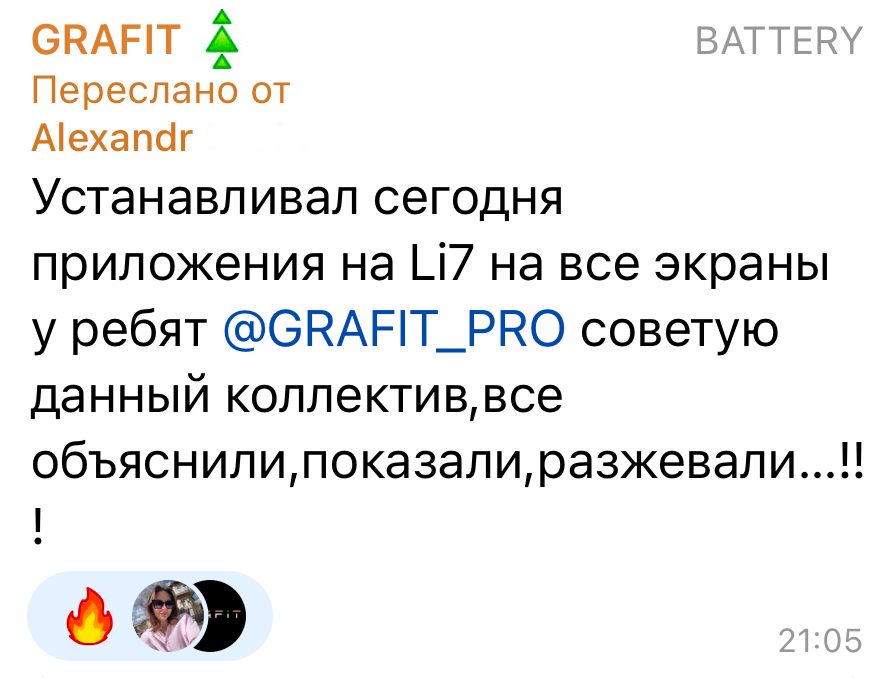 GRAFIT BATTERY
Переслано от
Alexandr
Устанавливал сегодня
приложения на Li7 на все экраны
у ребят @GRAFIT_PRO советую
данный коллектив,все
объяснили,показали,разжевали...!!
!
21:05